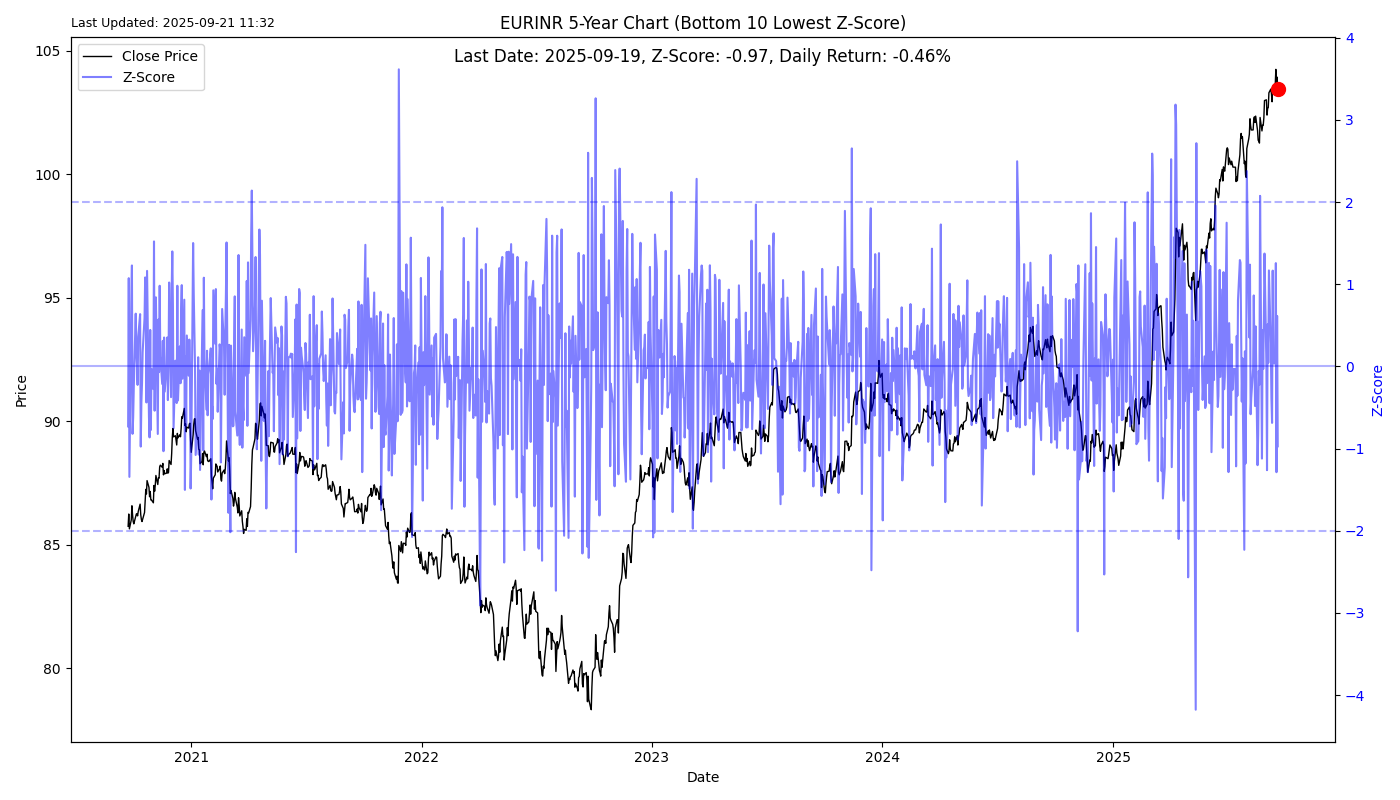 Last Updated: 2025-09-21 11:32
EURINR 5-Year Chart (Bottom 10 Lowest Z-Score)
Last Date: 2025-09-19, Z-Score: -0.97, Daily Return: -0.46%
Close Price
Z-Score
Price
105
100
95
90
85
80
4
3
2
1
0
−1
−2
−3
−4
Z-Score
2021
2022
2023
2024
2025
Date